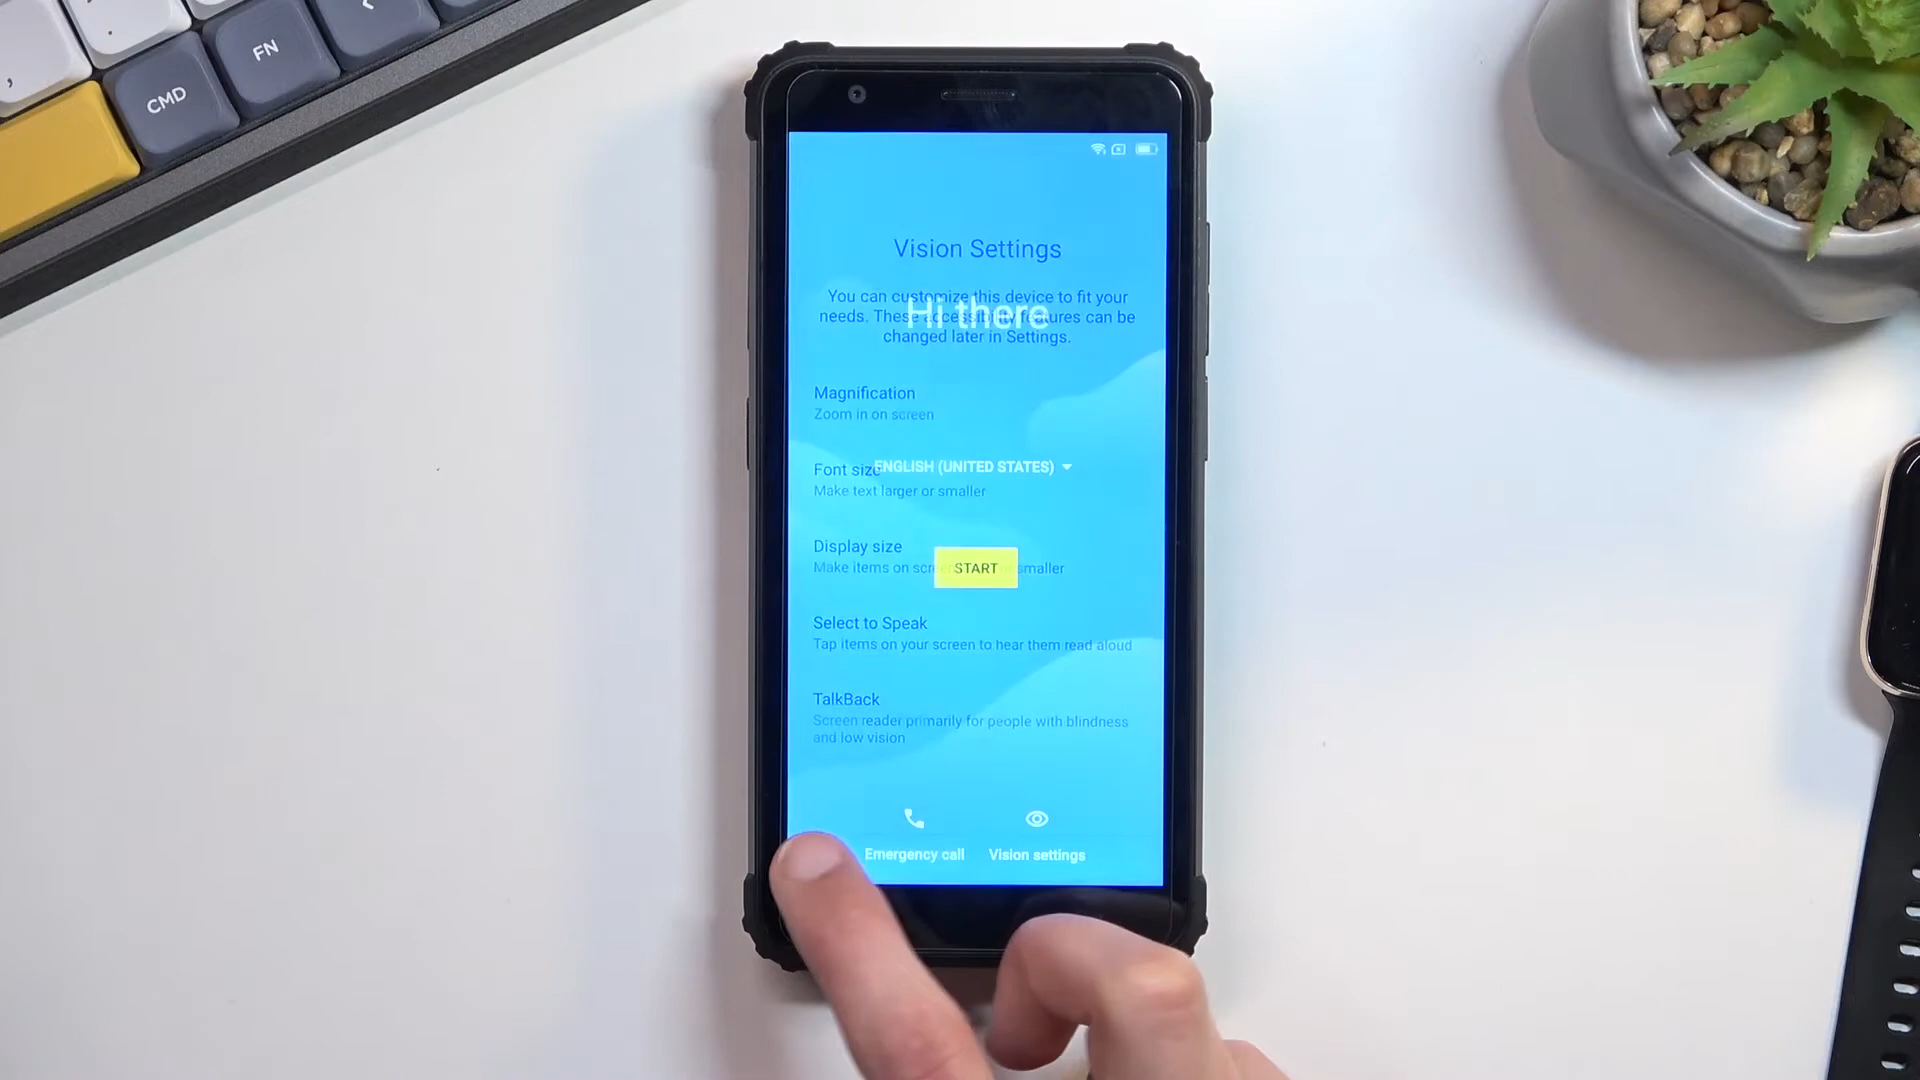 FN
CMD
,
Vision Settings
You can customize this device to fit your
needs. These accessibility features can be
changed later in Settings.
Hi there
Magnification
Zoom in on screen
Font size
ENGLISH (UNITED STATES)
Make text larger or smaller
Display size
Make items on screen smaller
START
Select to Speak
Tap items on your screen to hear them read aloud
TalkBack
Screen reader primarily for people with blindness
and low vision
Emergency call
Vision settings